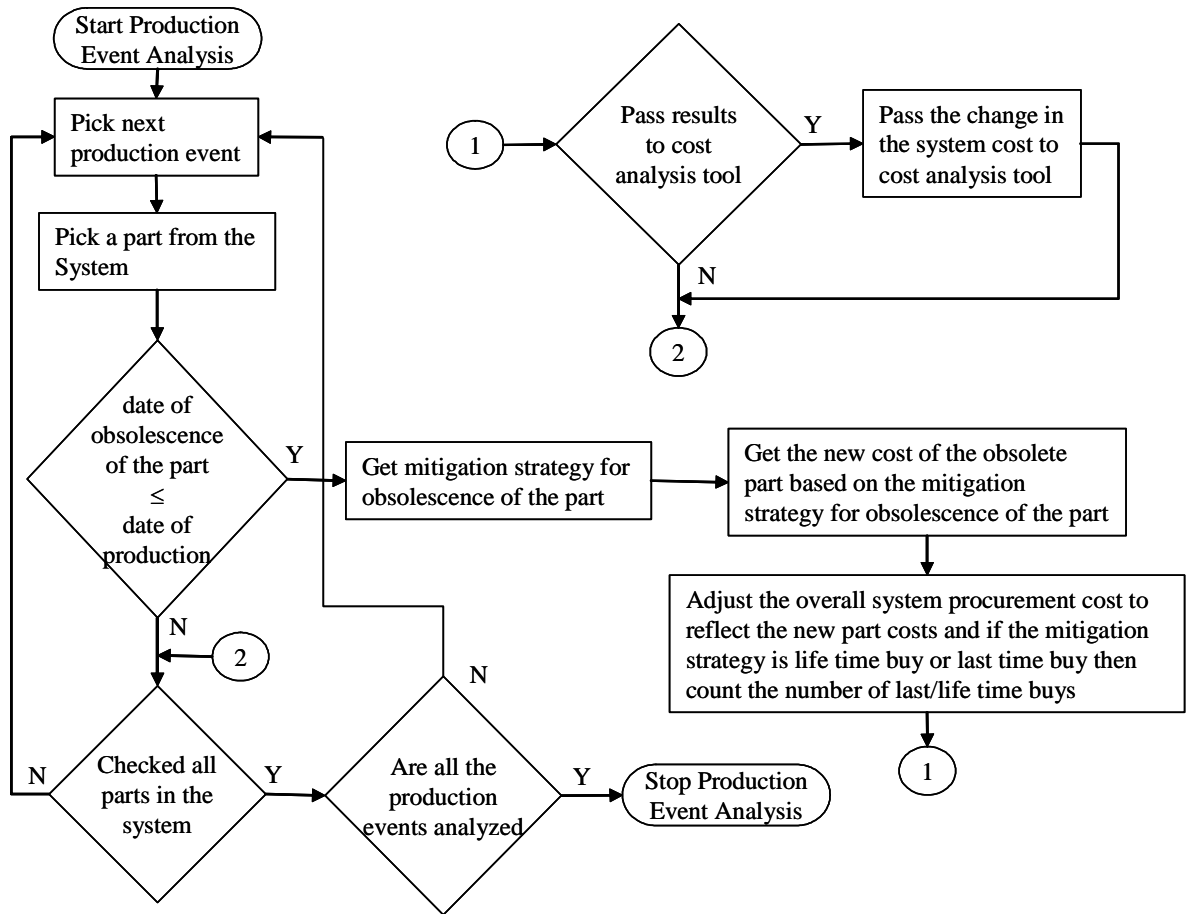 Start Production
Event Analysis
Pick next
production event
Pick a part from the
System
date of
obsolescence
of the part
≤
date of
production
Y
N
2
Get mitigation strategy for
obsolescence of the part
Get the new cost of the obsolete
part based on the mitigation
strategy for obsolescence of the part
Adjust the overall system procurement cost to
reflect the new part costs and if the mitigation
strategy is life time buy or last time buy then
count the number of last/life time buys
1
Checked all
parts in the
system
N
Y
Are all the
production
events analyzed
N
Y
Stop Production
Event Analysis
1
Pass results
to cost
analysis tool
Y
N
Pass the change in
the system cost to
cost analysis tool
2